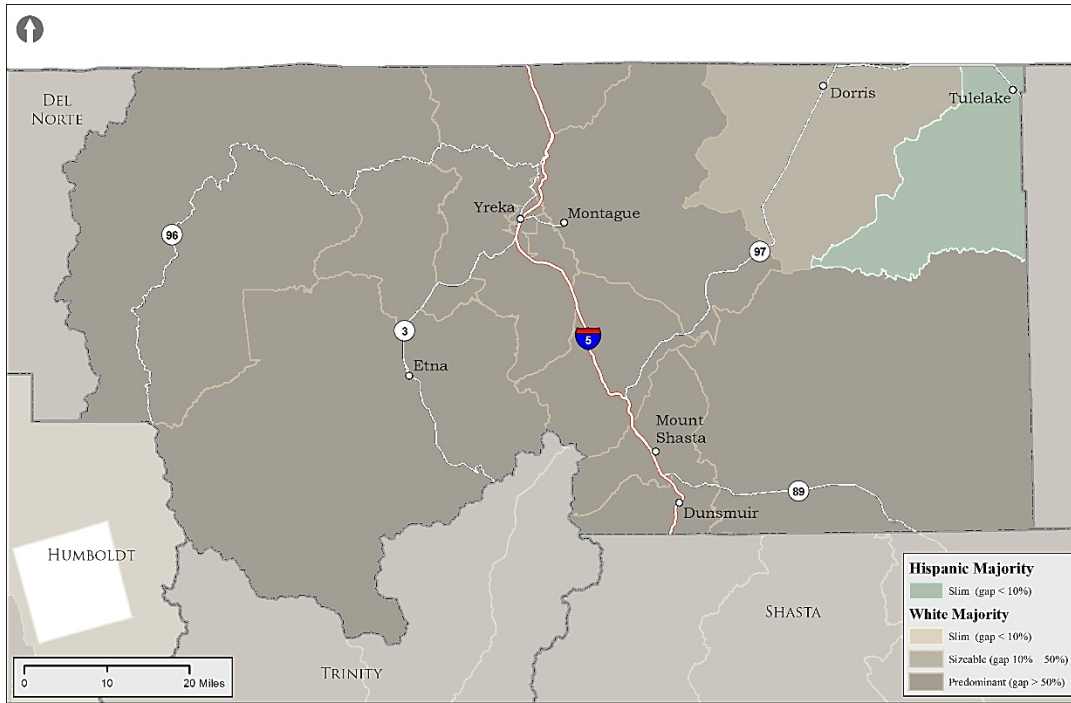 DEL
NORTE
Dorris
Tulelake
Yreka
Montague
96
97
3
5
Etna
Mount
Shasta
89
Dunsmuir
HUMBOLDT
SHASTA
TRINITY
0 10 20 Miles
Hispanic Majority
Slim (gap < 10%)
White Majority
Slim (gap < 10%)
Sizeable (gap 10% 50%)
Predominant (gap > 50%)